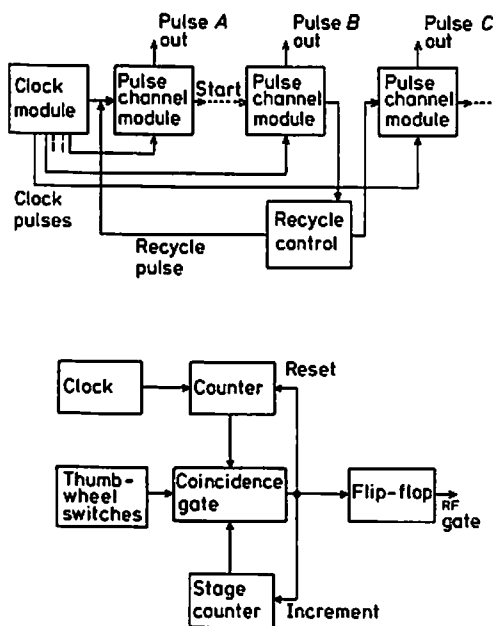 Pulse A
out
Pulse B
out
Pulse C
out
Clock
module
Pulse
channel
module
Start
Pulse
channel
module
Pulse
channel
module
Clock
pulses
Recycle
pulse
Recycle
control
Clock
Counter
Reset
Thumb-
wheel
switches
Coincidence
gate
Flip-flop
RF
gate
Stage
counter
Increment